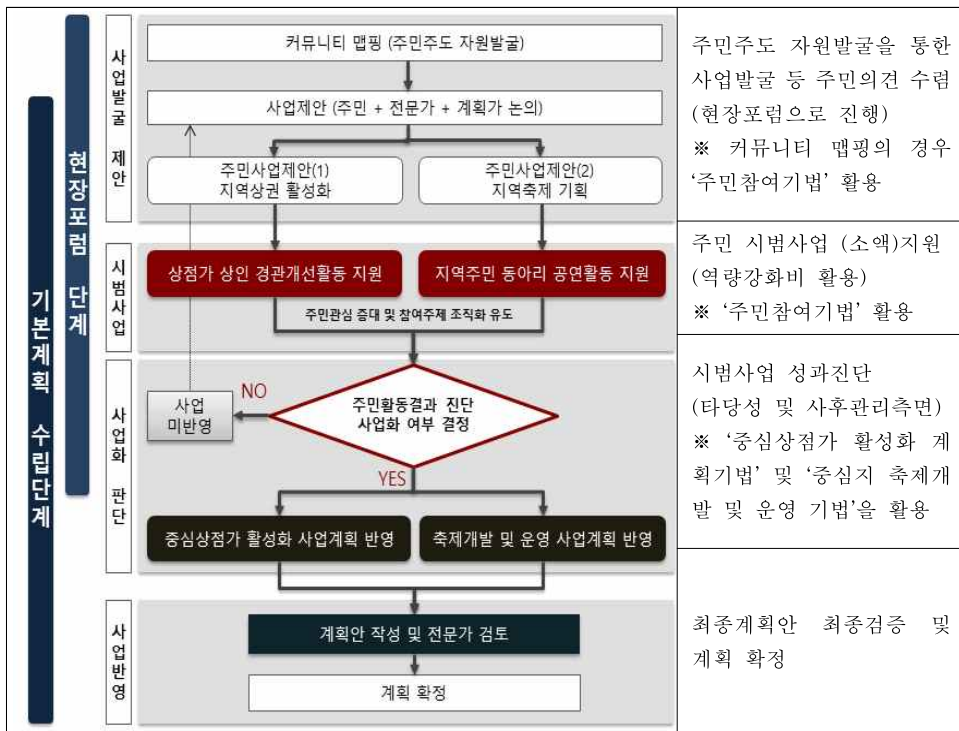 기본계획 수립단계
현장포럼 단계
사업발굴 제안
커뮤니티 맵핑 (주민주도 자원발굴)
사업제안 (주민 + 전문가 + 계획가 논의)
주민사업제안(1)
지역상권 활성화
주민사업제안(2)
지역축제 기획
주민주도 자원발굴을 통한
사업발굴 등 주민의견 수렴
(현장포럼으로 진행)
※ 커뮤니티 맵핑의 경우
‘주민참여기법’ 활용
시범사업
상점가 상인 경관개선활동 지원
지역주민 동아리 공연활동 지원
주민관심 증대 및 참여주체 조직화 유도
주민 시범사업 (소액)지원
(역량강화비 활용)
※ ‘주민참여기법’ 활용
사업화 판단
사업
미반영
NO
주민활동결과 진단
사업화 여부 결정
YES
중심상점가 활성화 사업계획 반영
축제개발 및 운영 사업계획 반영
시범사업 성과진단
(타당성 및 사후관리측면)
※ ‘중심상점가 활성화 계
획기법’ 및 ‘중심지 축제개
발 및 운영 기법’을 활용
사업반영
계획안 작성 및 전문가 검토
계획 확정
최종계획안 최종검증 및
계획 확정